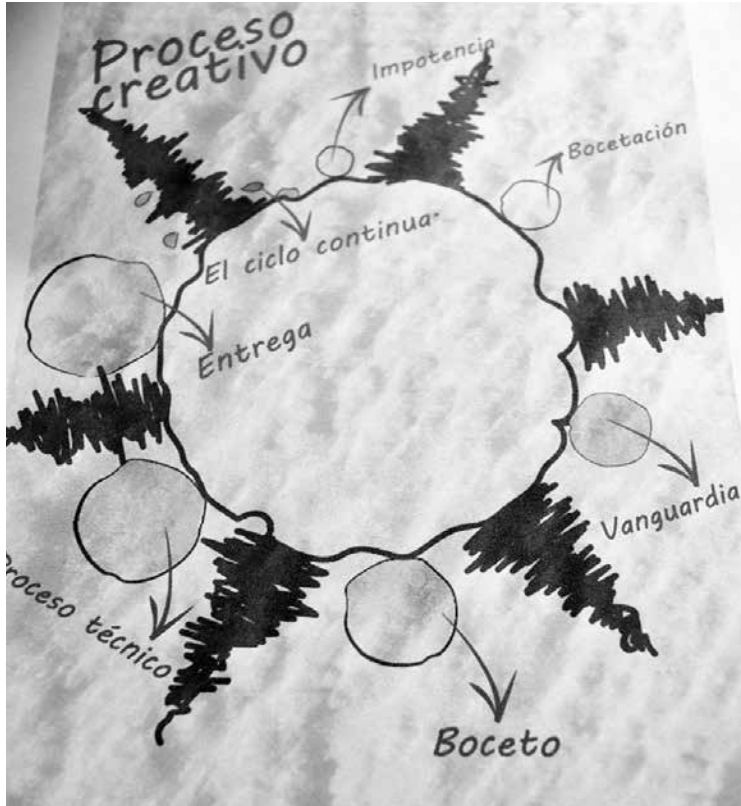 Proceso
creativo
Impotencia
Bocetación
El ciclo continua.
Entrega
Vanguardia
Proceso técnico
Boceto